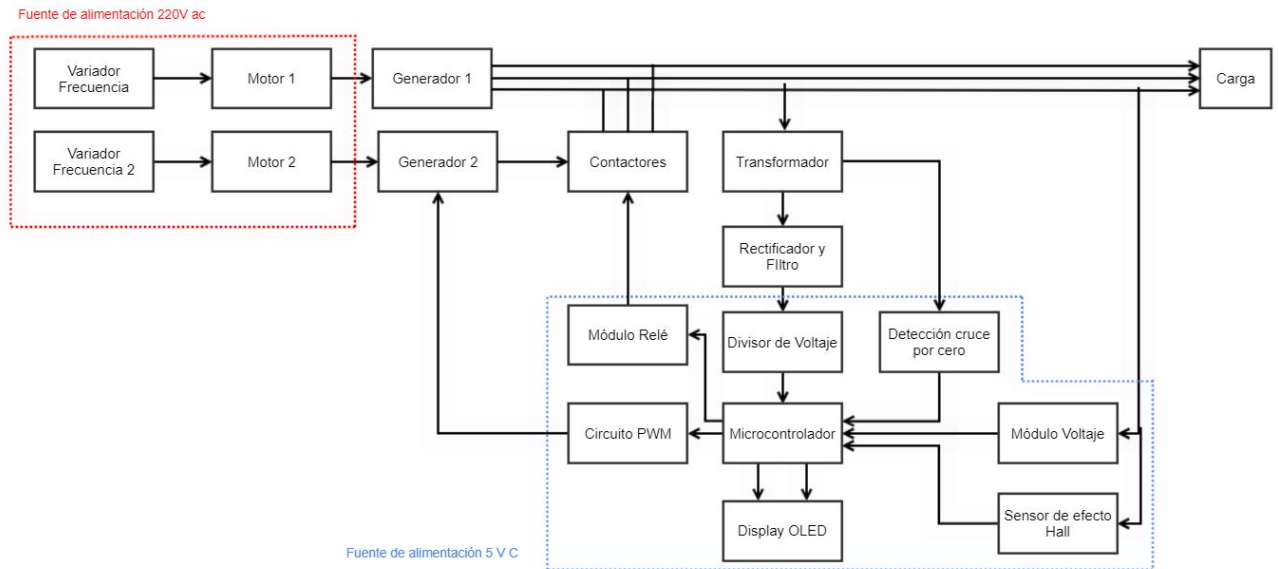 Fuente de alimentación 220V ac
Variador
Frecuencia
Motor 1
Generador 1
Carga
Variador
Frecuencia 2
Motor 2
Generador 2
Contactores
Transformador
Rectificador y
FIltro
Módulo Relé
Divisor de Voltaje
Detección cruce
por cero
Circuito PWM
Microcontrolador
Módulo Voltaje
Display OLED
Sensor de efecto
Hall
Fuente de alimentación 5 V C